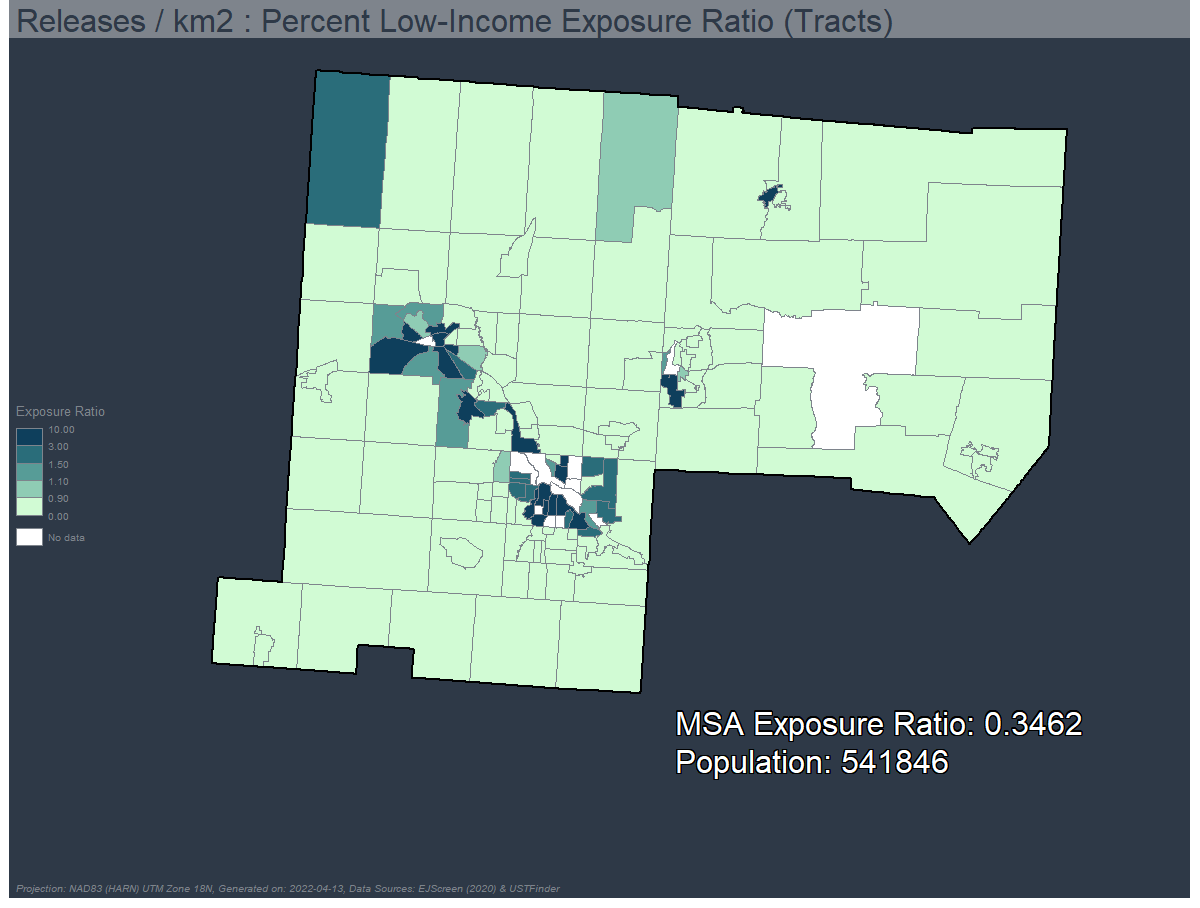 Releases / km2 : Percent Low-Income Exposure Ratio (Tracts)
Exposure Ratio
10.00
3.00
1.50
1.10
0.90
0.00
No data
MSA Exposure Ratio: 0.3462
Population: 541846
Projection: NAD83 (HARN) UTM Zone 18N, Generated on: 2022-04-13, Data Sources: EJScreen (2020) & USTFinder